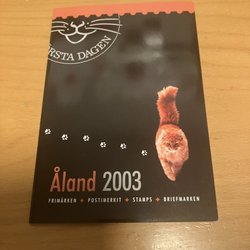 RSTA DAGEN
Åland 2003
FRIMÄRKEN • POSTIMERKIT • STAMPS • BRIEFMARKEN